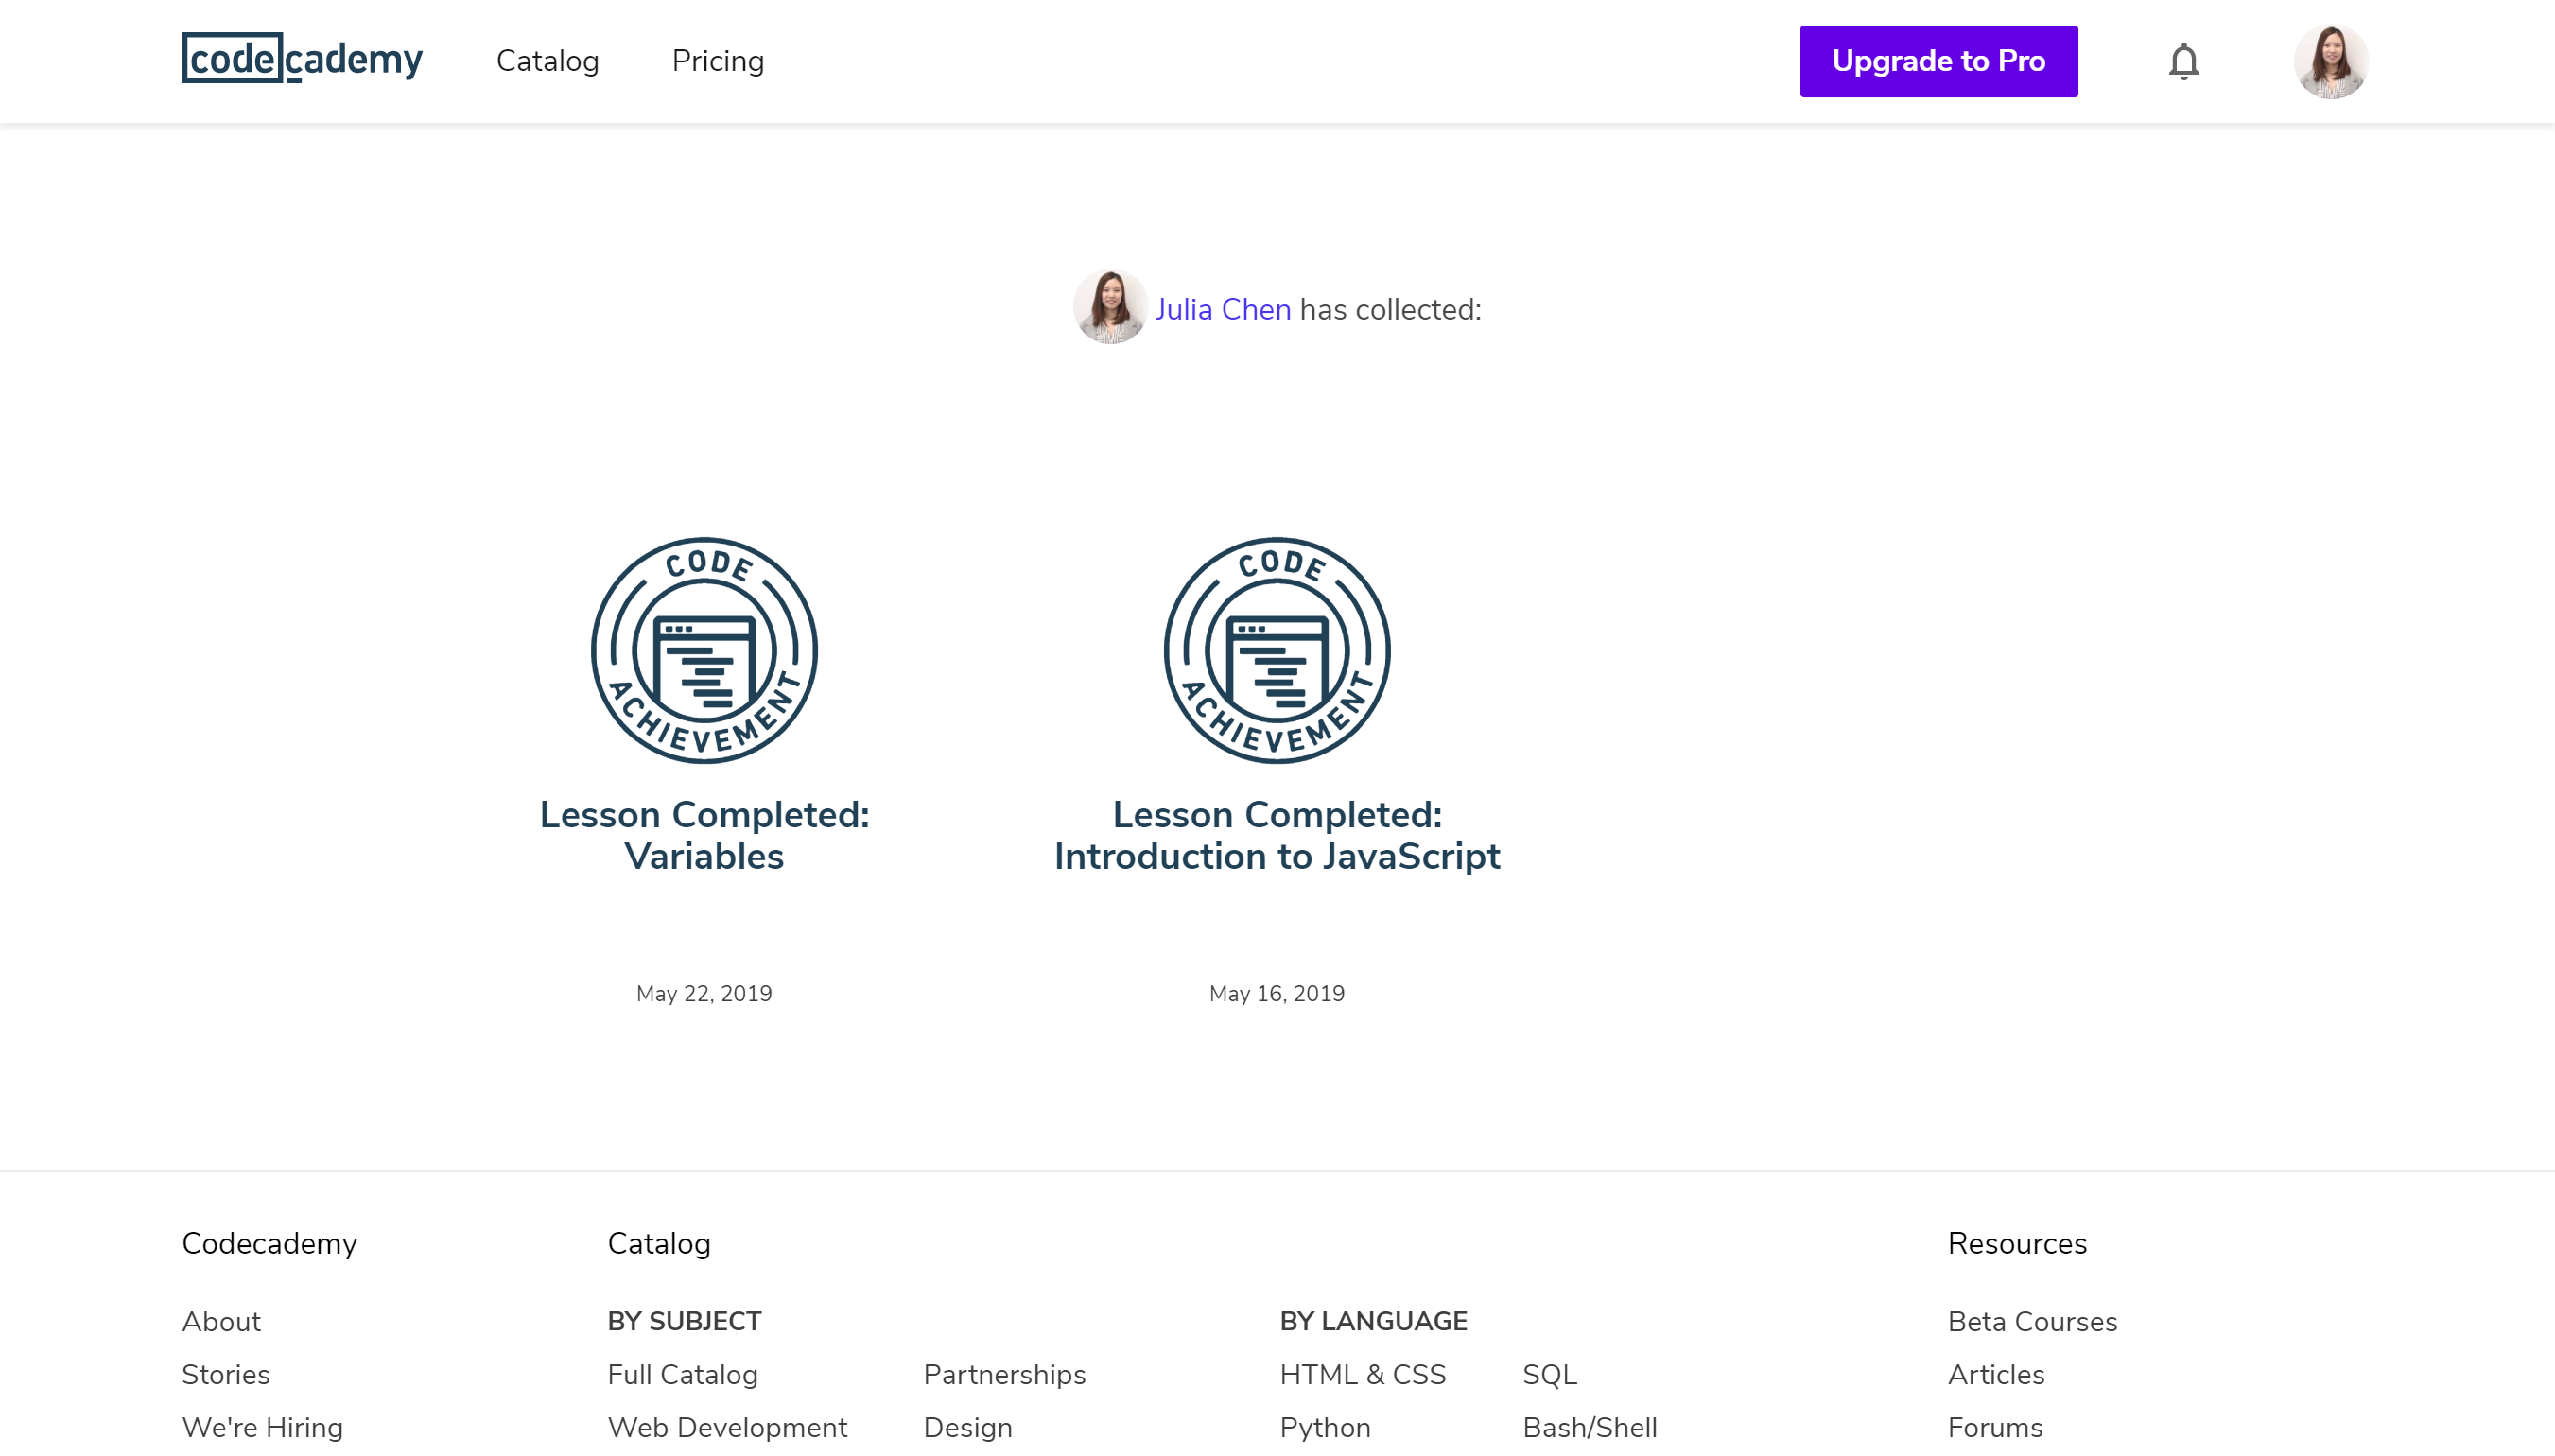 codecademy
Catalog
Pricing
Upgrade to Pro
Julia Chen has collected:
CODE
ACHIEVEMENT
Lesson Completed:
Variables
May 22, 2019
CODE
ACHIEVEMENT
Lesson Completed:
Introduction to JavaScript
May 16, 2019
Codecademy
About
Stories
We're Hiring
Catalog
BY SUBJECT
Full Catalog
Web Development
Partnerships
Design
BY LANGUAGE
HTML & CSS
Python
SQL
Bash/Shell
Resources
Beta Courses
Articles
Forums